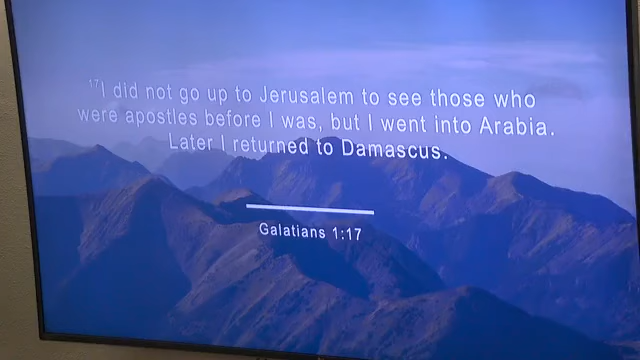 17I did not go up to Jerusalem to see those who
were apostles before I was, but I went into Arabia.
Later I returned to Damascus.
Galatians 1:17